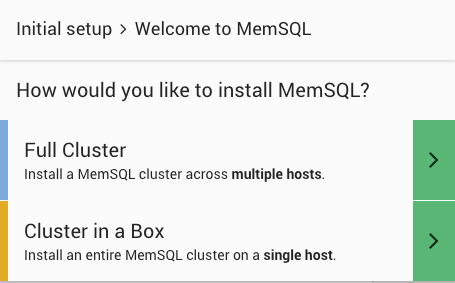 Initial setup > Welcome to MemSQL
How would you like to install MemSQL?
Full Cluster
Install a MemSQL cluster across multiple hosts.
Cluster in a Box
Install an entire MemSQL cluster on a single host.